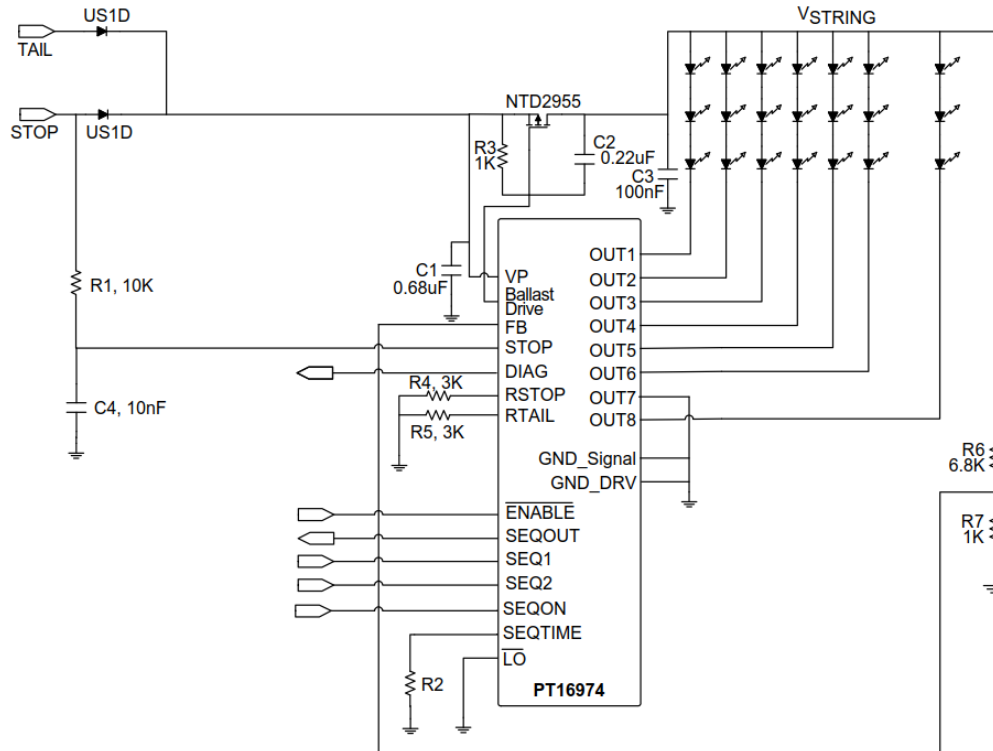 US1D
TAIL
STOP
US1D
VSTRING
NTD2955
R3
1K
C2
0.22uF
C3
100nF
R1, 10K
C1
0.68uF
C4, 10nF
VP
Ballast
Drive
FB
STOP
DIAG
R4, 3K
RSTOP
RTAIL
R5, 3K
ENABLE
SEQOUT
SEQ1
SEQ2
SEQON
SEQTIME
LO
R2
OUT1
OUT2
OUT3
OUT4
OUT5
OUT6
OUT7
OUT8
GND_Signal
GND_DRV
PT16974
R6
6.8K
R7
1K